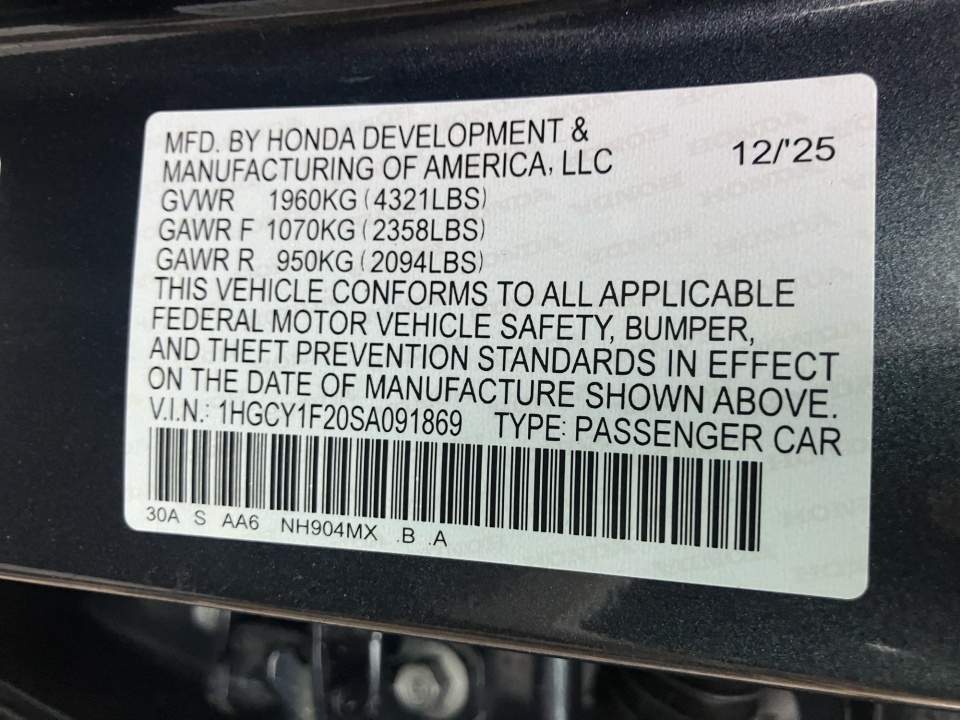 MFD. BY HONDA DEVELOPMENT &
MANUFACTURING OF AMERICA, LLC 12/'25
GVWR 1960KG (4321LBS)
GAWR F 1070KG (2358LBS)
GAWR R 950KG (2094LBS)
THIS VEHICLE CONFORMS TO ALL APPLICABLE
FEDERAL MOTOR VEHICLE SAFETY, BUMPER,
AND THEFT PREVENTION STANDARDS IN EFFECT
ON THE DATE OF MANUFACTURE SHOWN ABOVE.
V.I.N.: 1HGCY1F20SA091869 TYPE: PASSENGER CAR
30A S AA6 NH904MX .B .A